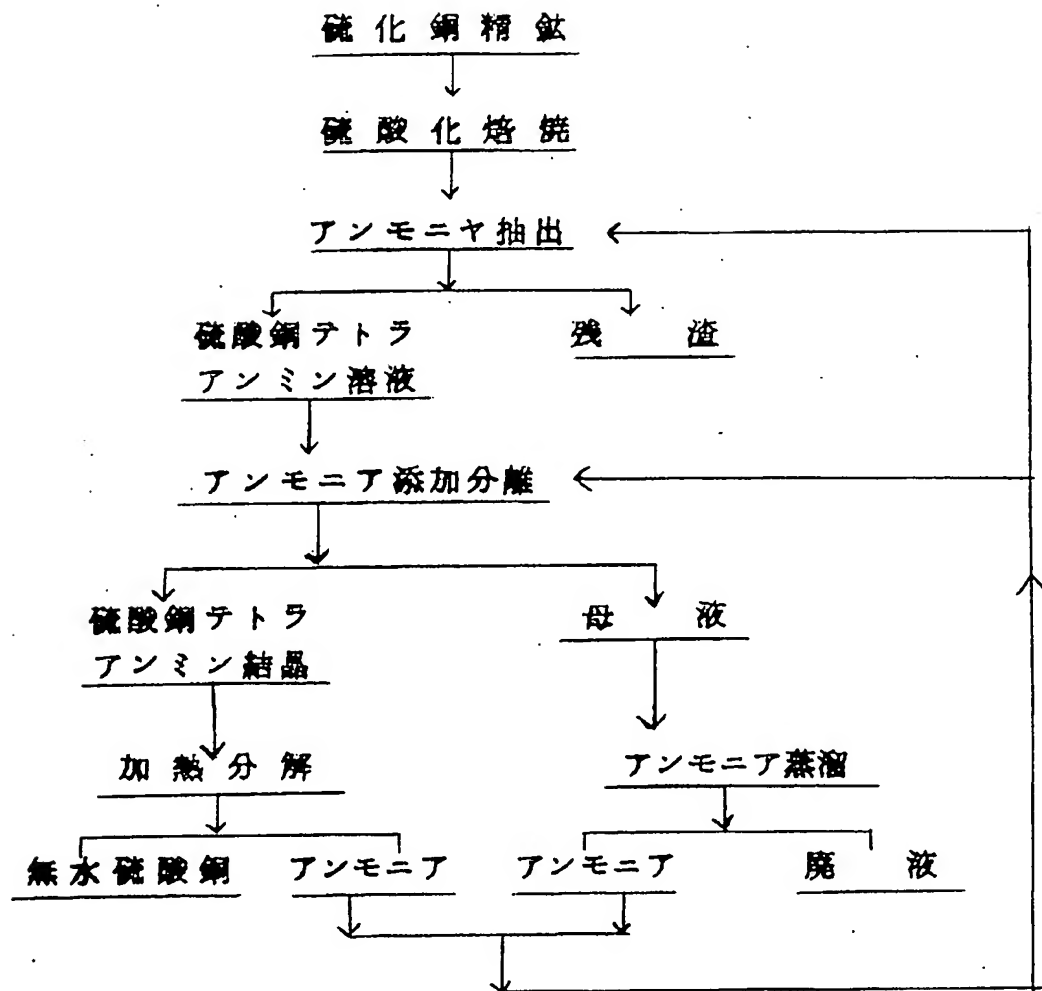 硫化銅精鉱
硫酸化焙焼
アンモニヤ抽出
硫酸銅テトラ
アンミン溶液
残渣
アンモニア添加分離
硫酸銅テトラ
アンミン結晶
母液
加熱分解
アンモニア蒸溜
無水硫酸銅
アンモニア
アンモニア
廃液